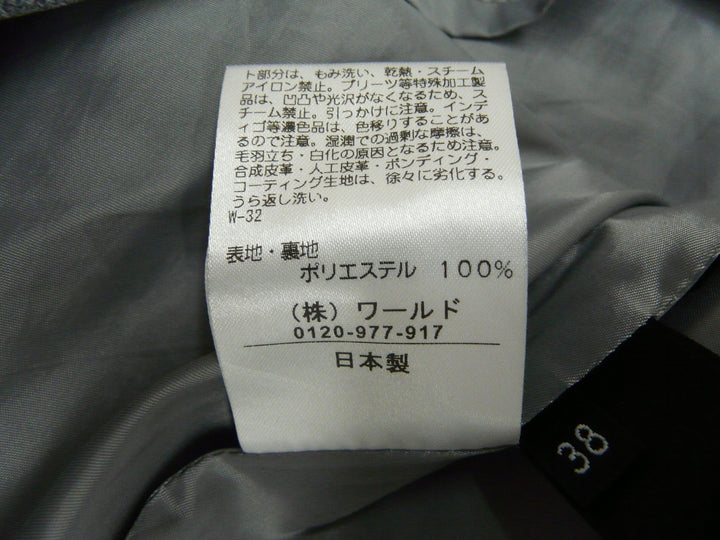 ト部分は、もみ洗い、乾熱・スチーム
アイロン禁止。プリーツ等特殊加工製
品は、凹凸や光沢がなくなるため、ス
チーム禁止。引っかけに注意。インデ
ィゴ等濃色品は、色移りすることがあ
るので注意。湿潤での過剰な摩擦は、
毛羽立ち・白化の原因となるため注意。
合成皮革・人工皮革・ボンディング・
コーティング生地は、徐々に劣化する。
うら返し洗い。
W-32
表地・裏地
ポリエステル 100%
(株) ワールド
0120-977-917
日本製
38